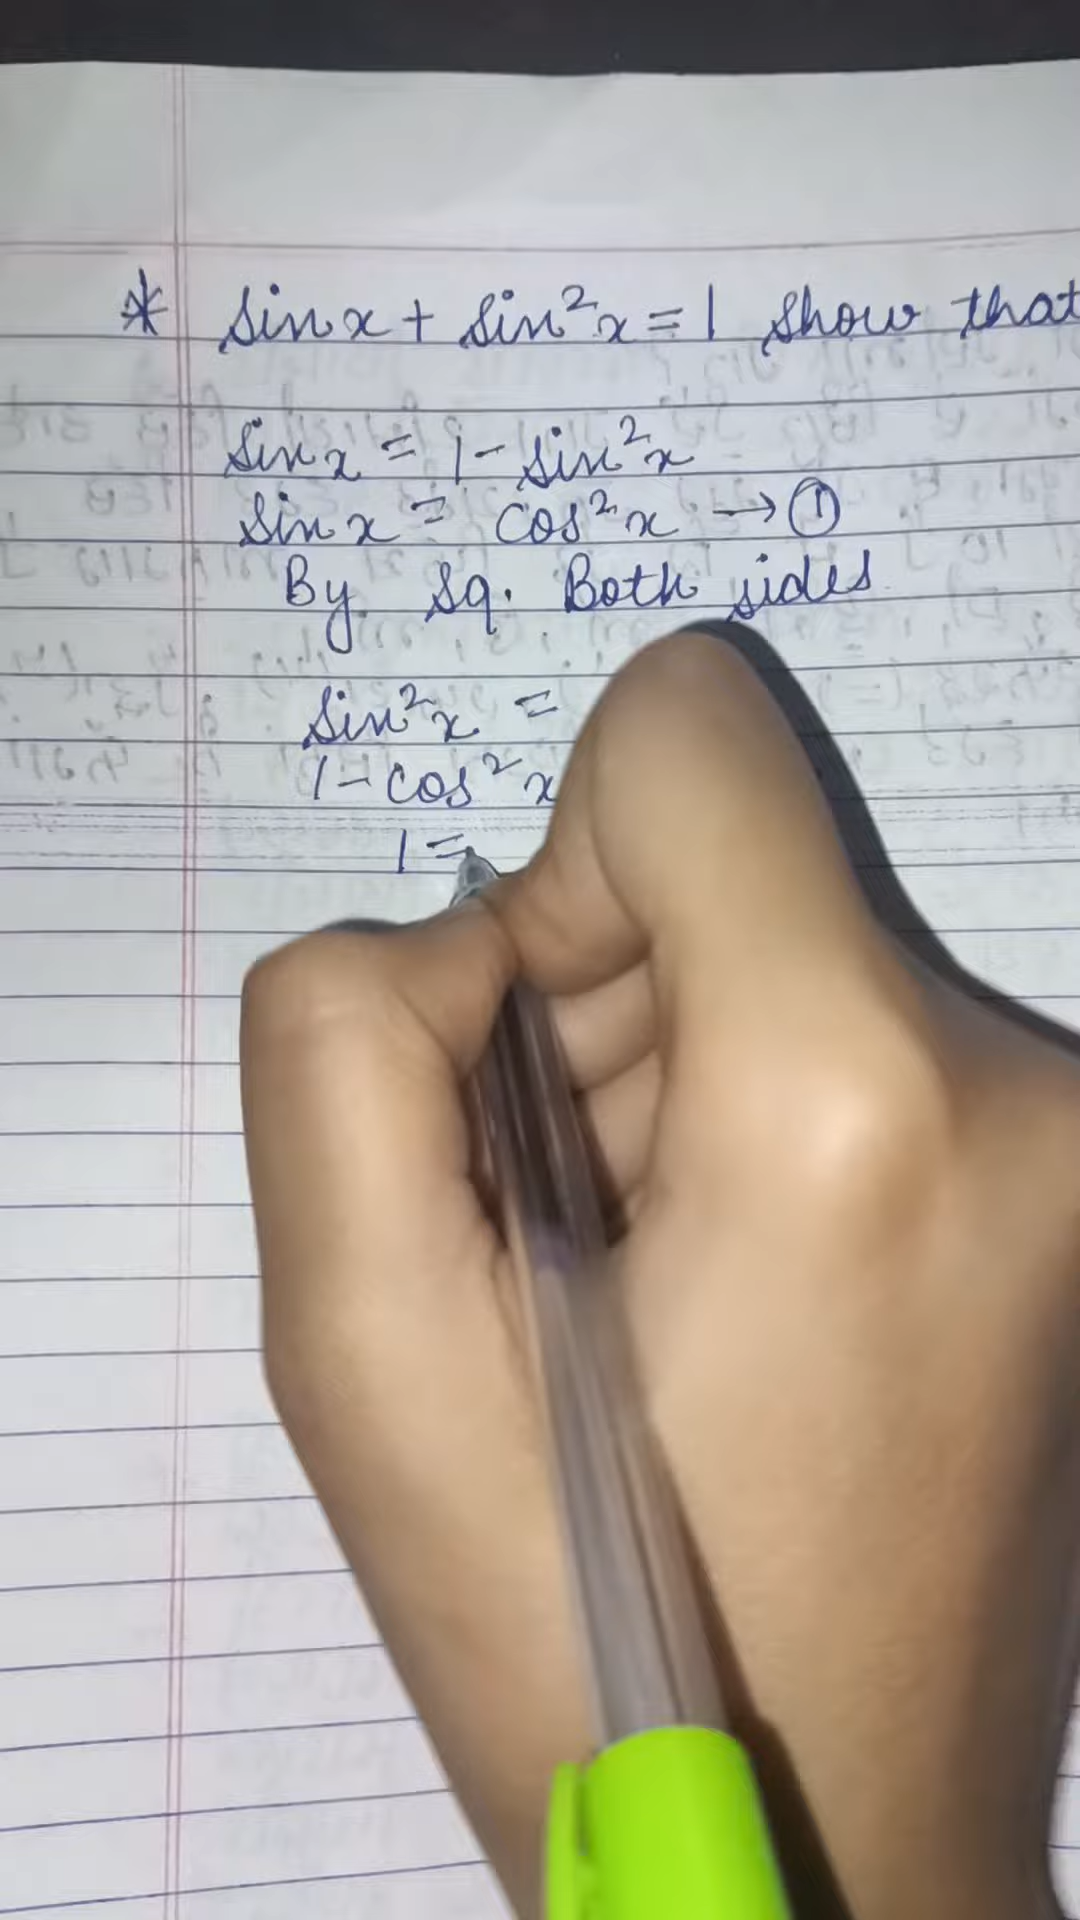 * sin x + sin²x = 1 show that
sin x = 1 - sin²x
sin x = cos²x → ①
By sq. Both sides
sin²x =
1 - cos²x
1 =